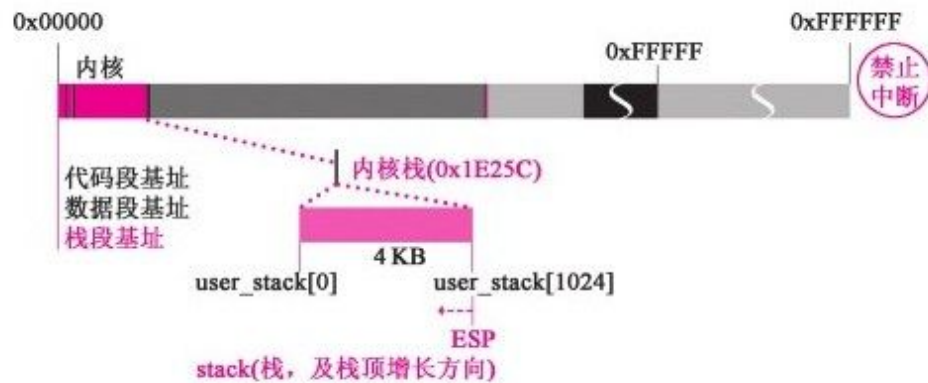 0x00000
0xFFFFFF
0xFFFFF
内核
禁止
中断
内核栈(0x1E25C)
代码段基址
数据段基址
栈段基址
4 KB
user_stack[0]
user_stack[1024]
ESP
stack(栈，及栈顶增长方向)